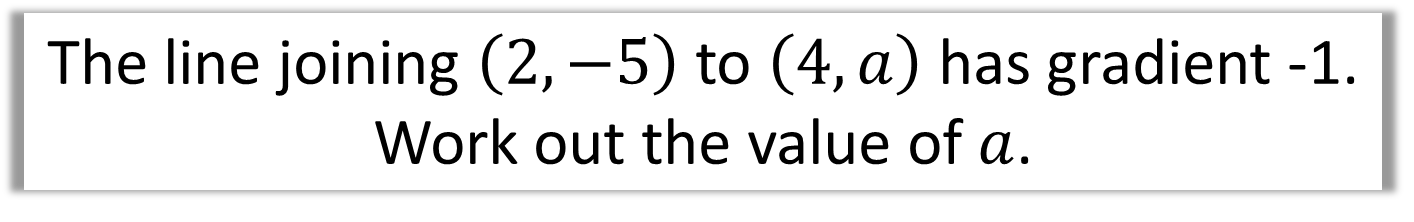 The line joining (2, −5) to (4, a) has gradient -1.
Work out the value of a.